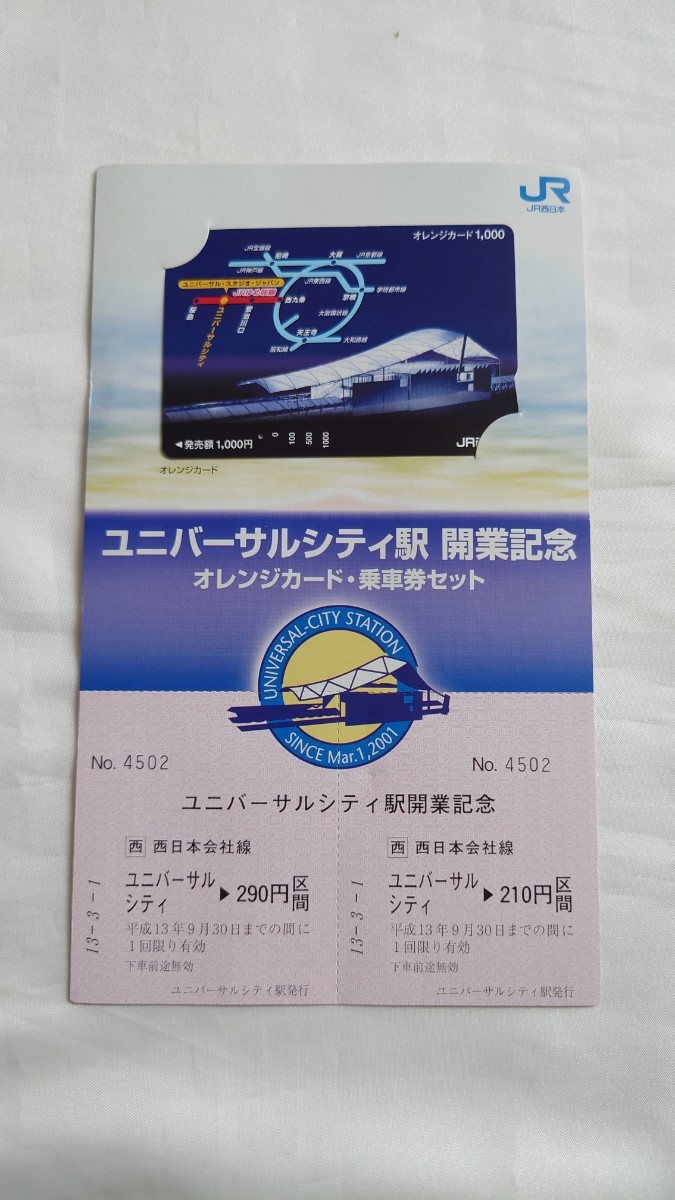 JR
JR西日本
オレンジカード1,000
JR宝塚線
尼崎
大阪
JR京都線
JR神戸線
JR東西線
学研都市線
ユニバーサル・スタジオ・ジャパン
JRゆめ咲線
西九条
京橋
大阪環状線
桜島
ユニバーサルシティ
安治川口
天王寺
大和路線
阪和線
◀発売額1,000円
0
100
500
1000
JR
オレンジカード
ユニバーサルシティ駅 開業記念
オレンジカード・乗車券セット
UNIVERSAL-CITY STATION
SINCE Mar.1,2001
No. 4502
No. 4502
ユニバーサルシティ駅開業記念
西 西日本会社線
ユニバーサルシティ ▶ 290円区間
平成13年9月30日までの間に
1回限り有効
下車前途無効
ユニバーサルシティ駅発行
13-3-1
西 西日本会社線
ユニバーサルシティ ▶ 210円区間
平成13年9月30日までの間に
1回限り有効
下車前途無効
ユニバーサルシティ駅発行
13-3-1